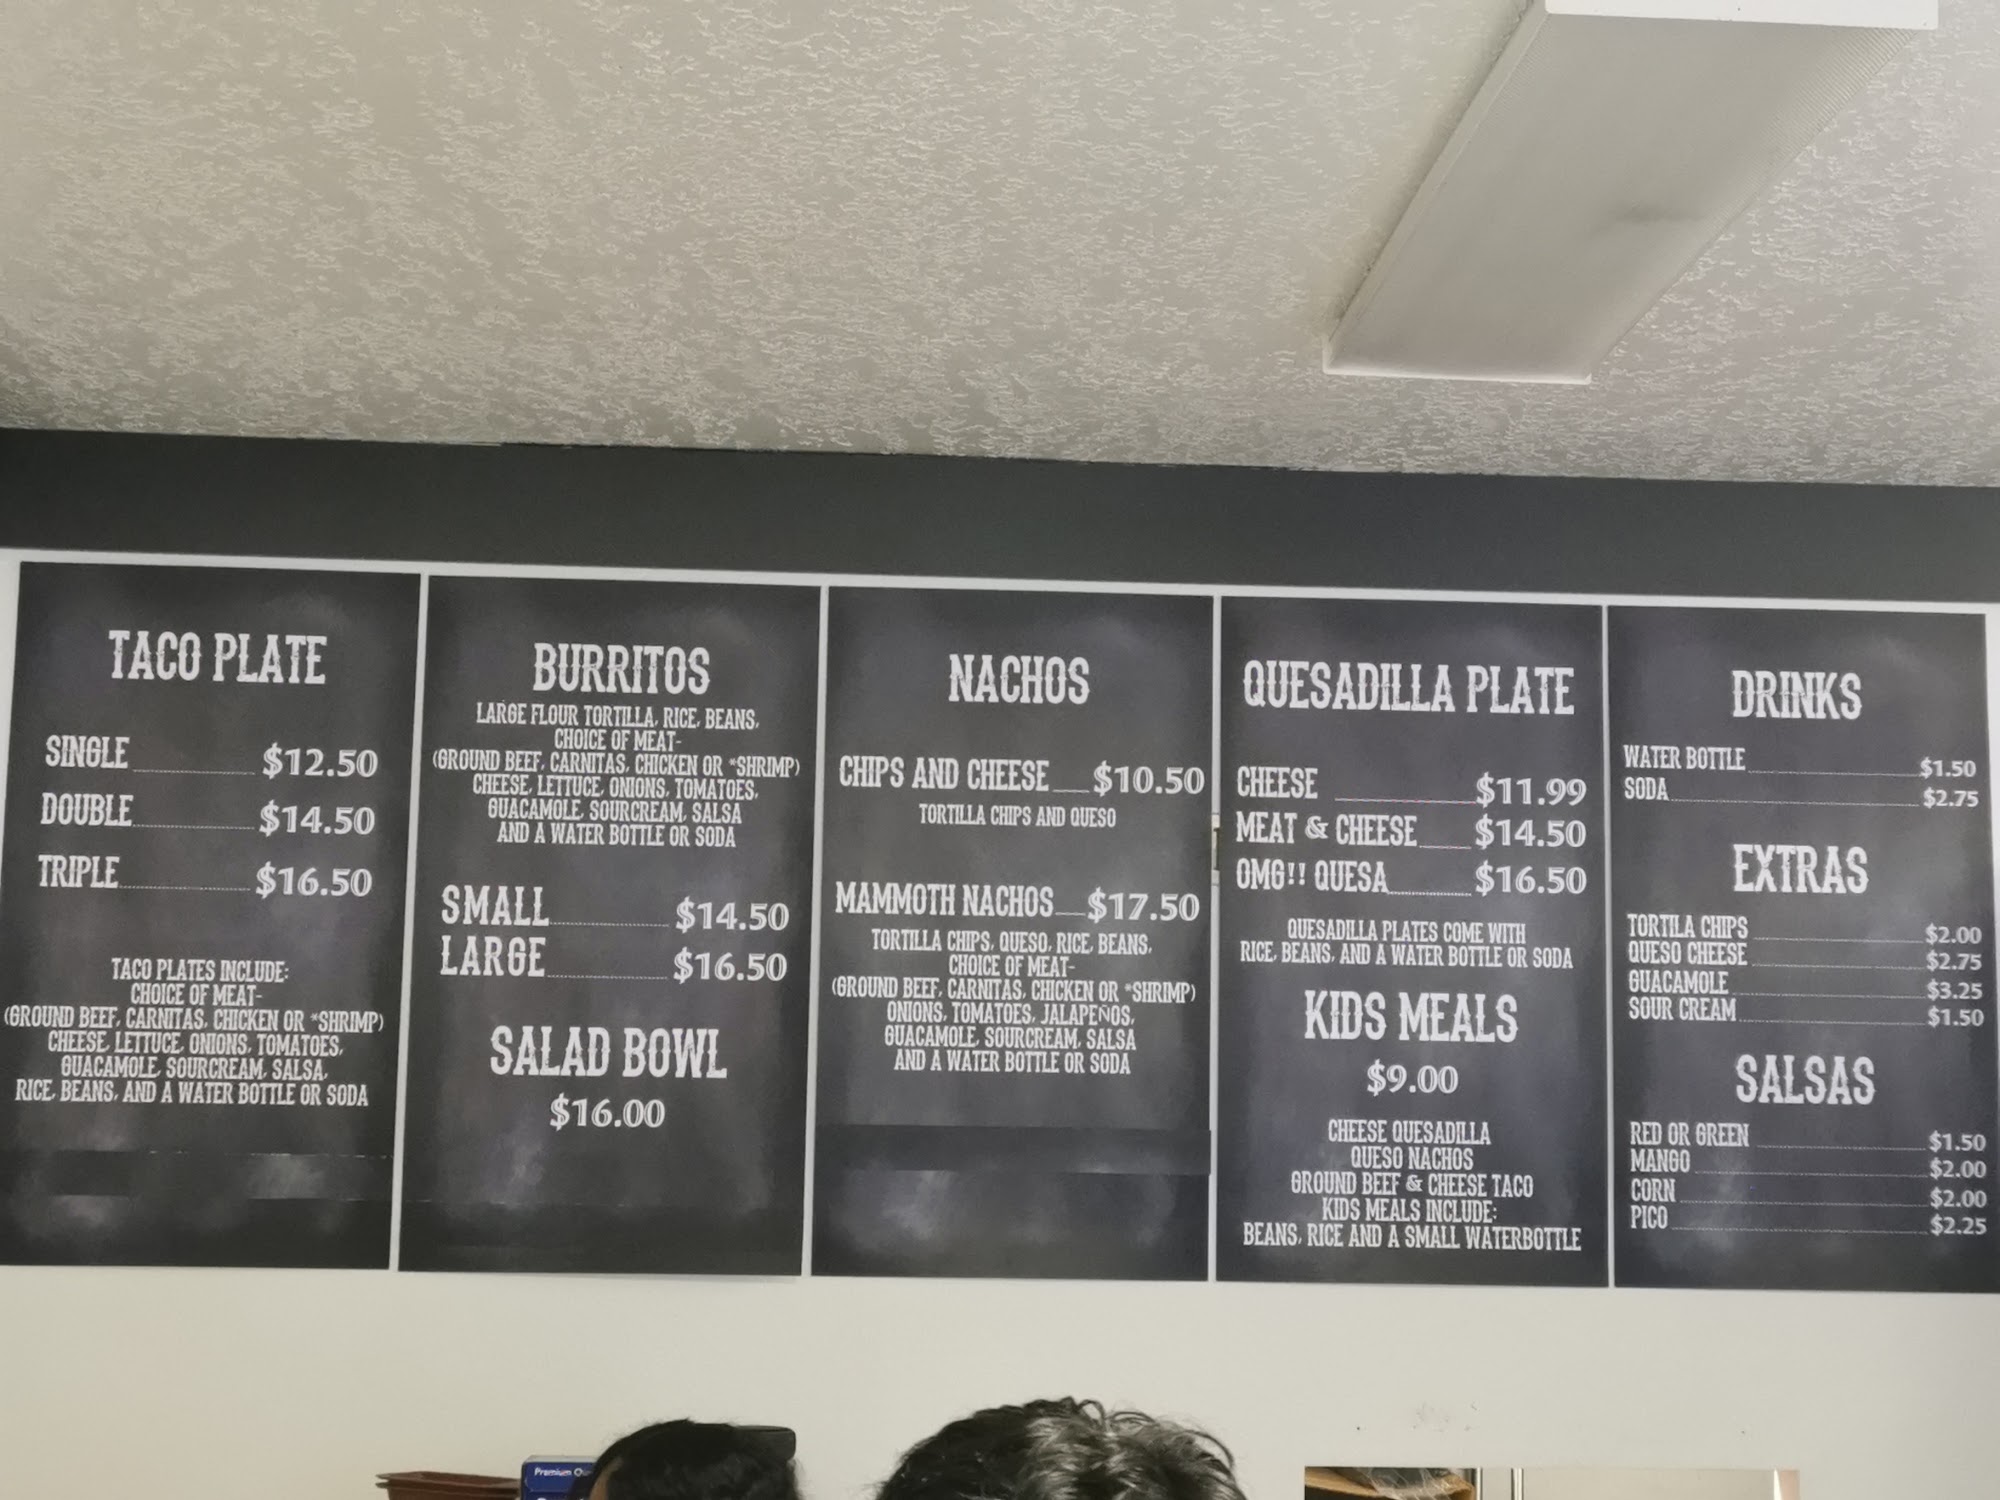 TACO PLATE
SINGLE $12.50
DOUBLE $14.50
TRIPLE $16.50
TACO PLATES INCLUDE:
CHOICE OF MEAT-
(GROUND BEEF, CARNITAS, CHICKEN OR *SHRIMP)
CHEESE, LETTUCE, ONIONS, TOMATOES,
GUACAMOLE, SOURCREAM, SALSA,
RICE, BEANS, AND A WATER BOTTLE OR SODA
BURRITOS
LARGE FLOUR TORTILLA, RICE, BEANS,
CHOICE OF MEAT-
(GROUND BEEF, CARNITAS, CHICKEN OR *SHRIMP)
CHEESE, LETTUCE, ONIONS, TOMATOES,
GUACAMOLE, SOURCREAM, SALSA
AND A WATER BOTTLE OR SODA
SMALL $14.50
LARGE $16.50
SALAD BOWL
$16.00
NACHOS
CHIPS AND CHEESE $10.50
TORTILLA CHIPS AND QUESO
MAMMOTH NACHOS $17.50
TORTILLA CHIPS, QUESO, RICE, BEANS,
CHOICE OF MEAT-
(GROUND BEEF, CARNITAS, CHICKEN OR *SHRIMP)
ONIONS, TOMATOES, JALAPEÑOS,
GUACAMOLE, SOURCREAM, SALSA
AND A WATER BOTTLE OR SODA
QUESADILLA PLATE
CHEESE $11.99
MEAT & CHEESE $14.50
OMG!! QUESA $16.50
QUESADILLA PLATES COME WITH
RICE, BEANS, AND A WATER BOTTLE OR SODA
KIDS MEALS
$9.00
CHEESE QUESADILLA
QUESO NACHOS
GROUND BEEF & CHEESE TACO
KIDS MEALS INCLUDE:
BEANS, RICE AND A SMALL WATERBOTTLE
DRINKS
WATER BOTTLE $1.50
SODA $2.75
EXTRAS
TORTILA CHIPS $2.00
QUESO CHEESE $2.75
GUACAMOLE $3.25
SOUR CREAM $1.50
SALSAS
RED OR GREEN $1.50
MANGO $2.00
CORN $2.00
PICO $2.25
Premium